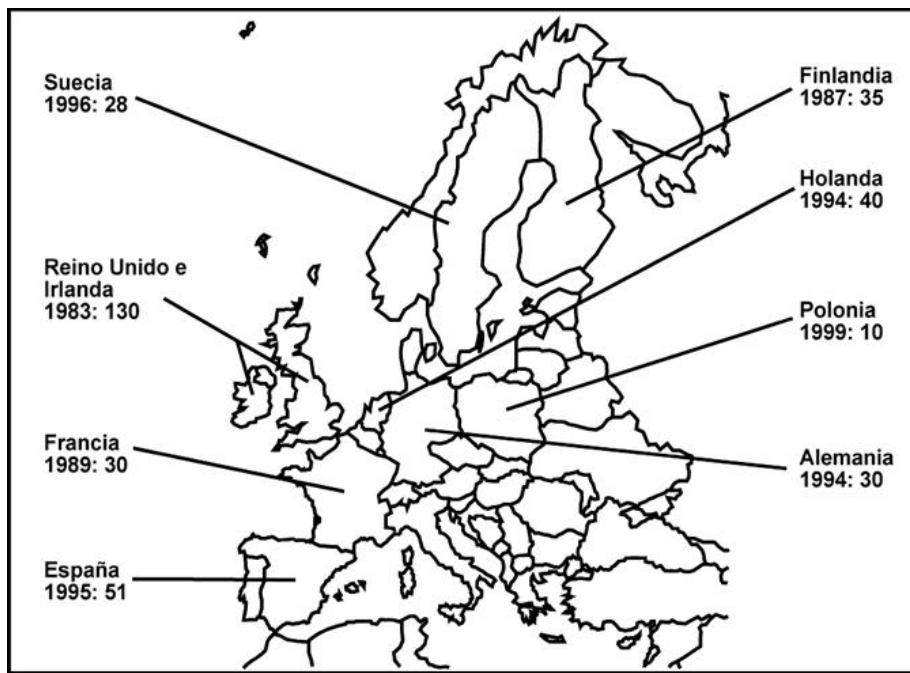 Suecia
1996: 28
Reino Unido e
Irlanda
1983: 130
Francia
1989: 30
España
1995: 51
Finlandia
1987: 35
Holanda
1994: 40
Polonia
1999: 10
Alemania
1994: 30